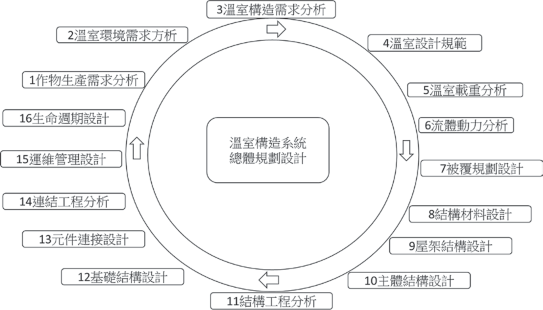 3溫室構造需求分析
2溫室環境需求方析
4溫室設計規範
1作物生產需求分析
5溫室載重分析
16生命週期設計
6流體動力分析
溫室構造系統
總體規劃設計
15運維管理設計
7被覆規劃設計
14連結工程分析
8結構材料設計
13元件連接設計
9屋架結構設計
12基礎結構設計
10主體結構設計
11結構工程分析